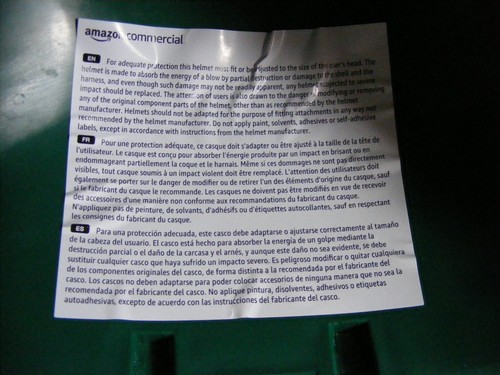 amazoncommercial
EN For adequate protection this helmet must fit or be adjusted to the size of the user's head. The
helmet is made to absorb the energy of a blow by partial destruction or damage to the shell and the
harness, and even though such damage may not be readily apparent, any helmet subjected to severe
impact should be replaced. The attention of users is also drawn to the danger of modifying or removing
any of the original component parts of the helmet, other than as recommended by the helmet
manufacturer. Helmets should not be adapted for the purpose of fitting attachments in any way not
recommended by the helmet manufacturer. Do not apply paint, solvents, adhesives or self-adhesive
labels, except in accordance with instructions from the helmet manufacturer.
FR Pour une protection adéquate, ce casque doit s'adapter ou être ajusté à la taille de la tête de
l'utilisateur. Le casque est conçu pour absorber l'énergie produite par un impact en brisant ou en
endommageant partiellement la coque et le harnais. Même si ces dommages ne sont pas directement
visibles, tout casque soumis à un impact violent doit être remplacé. L'attention des utilisateurs doit
également se porter sur le danger de modifier ou de retirer l'un des éléments d'origine du casque, sauf
si le fabricant du casque le recommande. Les casques ne doivent pas être modifiés en vue de recevoir
des accessoires d'une manière non conforme aux recommandations du fabricant du casque.
N'appliquez pas de peinture, de solvants, d'adhésifs ou d'étiquettes autocollantes, sauf en respectant
les consignes du fabricant du casque.
ES Para una protección adecuada, este casco debe adaptarse o ajustarse correctamente al tamaño
de la cabeza del usuario. El casco está hecho para absorber la energía de un golpe mediante la
destrucción parcial o el daño de la carcasa y el arnés, y aunque este daño no sea evidente, se debe
sustituir cualquier casco que haya sufrido un impacto severo. Es peligroso modificar o quitar cualquiera
de los componentes originales del casco, de forma distinta a la recomendada por el fabricante del
casco. Los cascos no deben adaptarse para poder colocar accesorios de ninguna manera que no sea la
recomendada por el fabricante del casco. No aplique pintura, disolventes, adhesivos o etiquetas
autoadhesivas, excepto de acuerdo con las instrucciones del fabricante del casco.